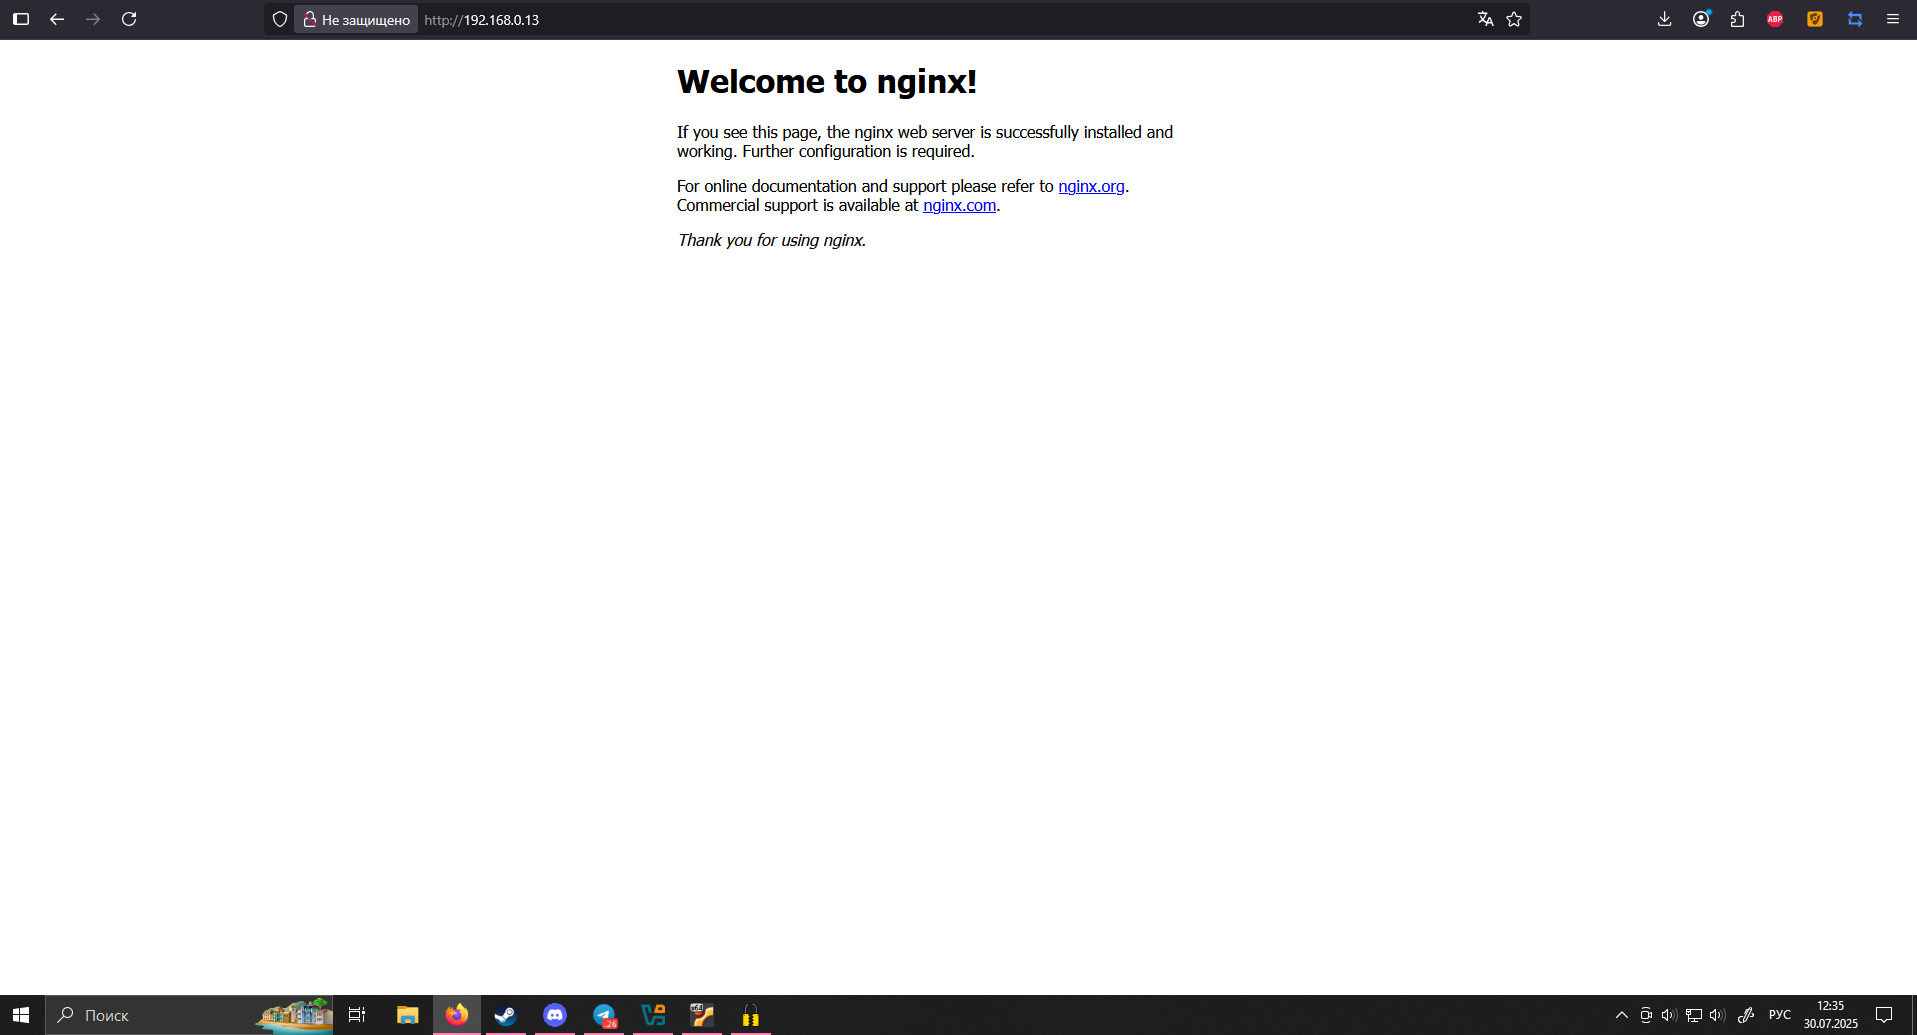 Не защищено
http://192.168.0.13
ABP
Welcome to nginx!
If you see this page, the nginx web server is successfully installed and
working. Further configuration is required.
For online documentation and support please refer to nginx.org.
Commercial support is available at nginx.com.
Thank you for using nginx.
Поиск
26
x64
РУС
12:35
30.07.2025